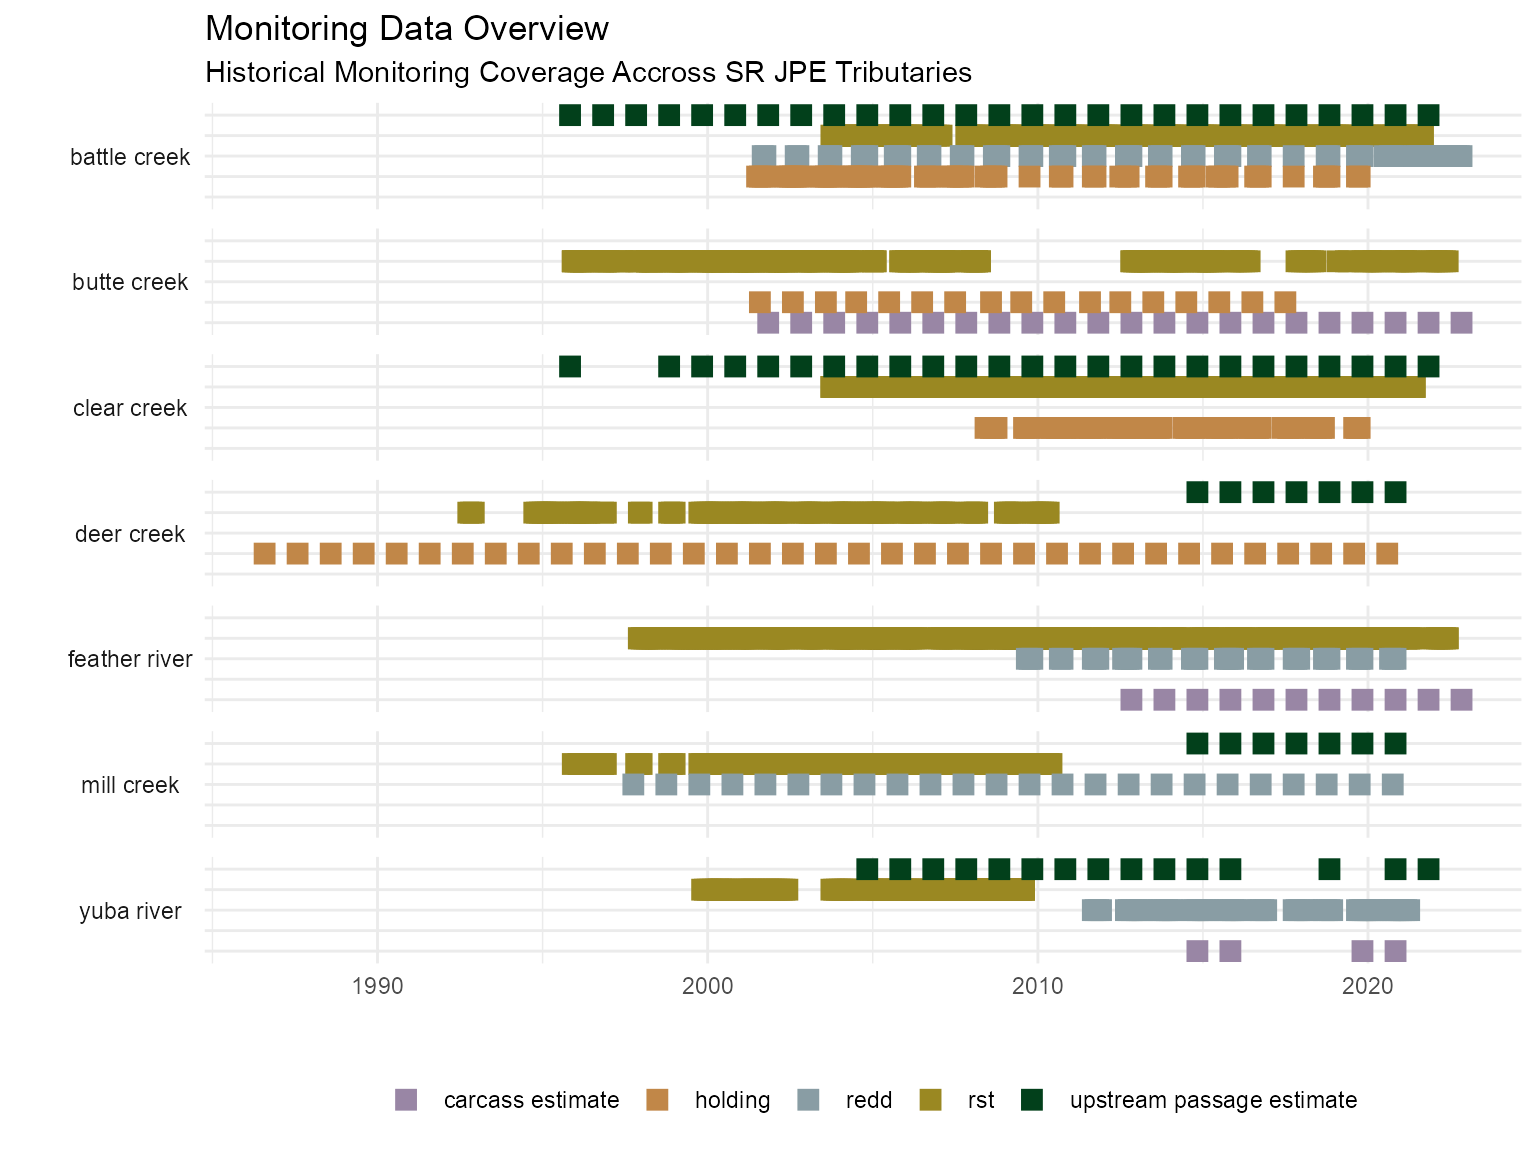 Monitoring Data Overview
Historical Monitoring Coverage Accross SR JPE Tributaries
battle creek
butte creek
clear creek
deer creek
feather river
mill creek
yuba river
1990 2000 2010 2020
carcass estimate holding redd rst upstream passage estimate